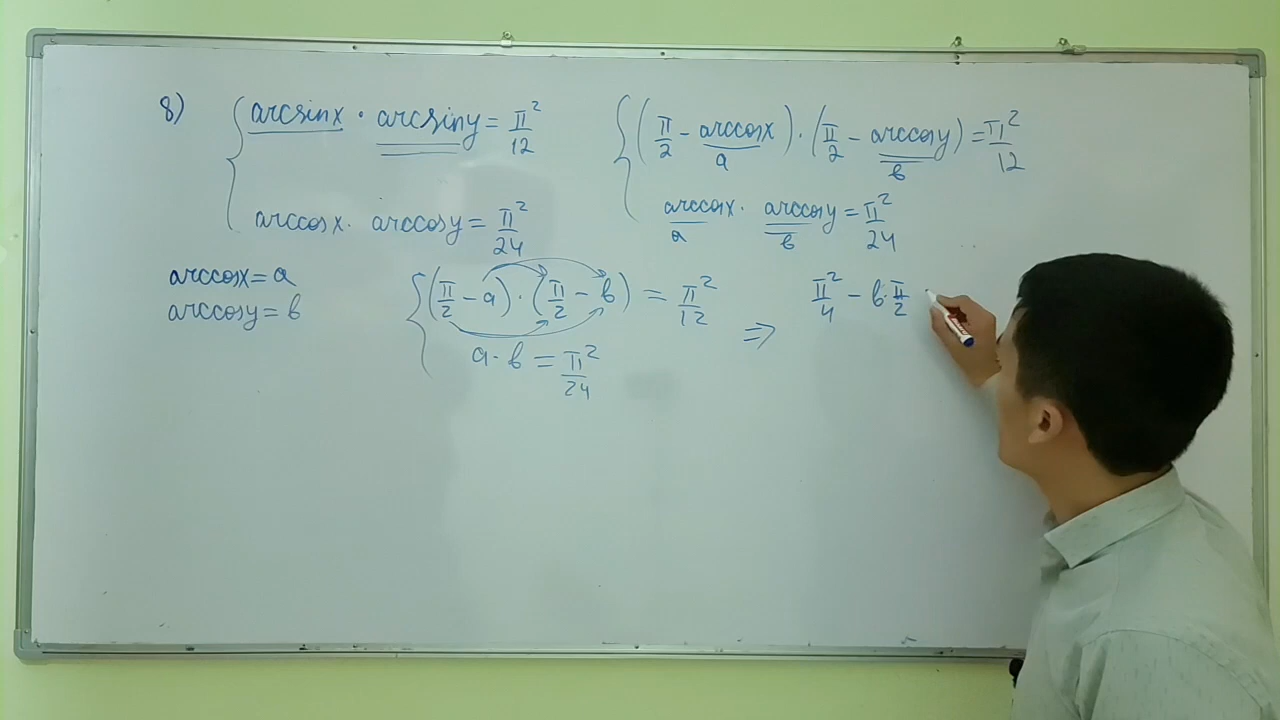 8) { arcsinx · arcsiny = π²/12
arccosx · arccosy = π²/24
{ (π/2 - arccosx) · (π/2 - arccosy) = π²/12
a b
arccosx · arccosy = π²/24
a b
arccosx = a
arccosy = b
{ (π/2 - a) · (π/2 - b) = π²/12
a · b = π²/24
⇒ π²/4 - b · π/2